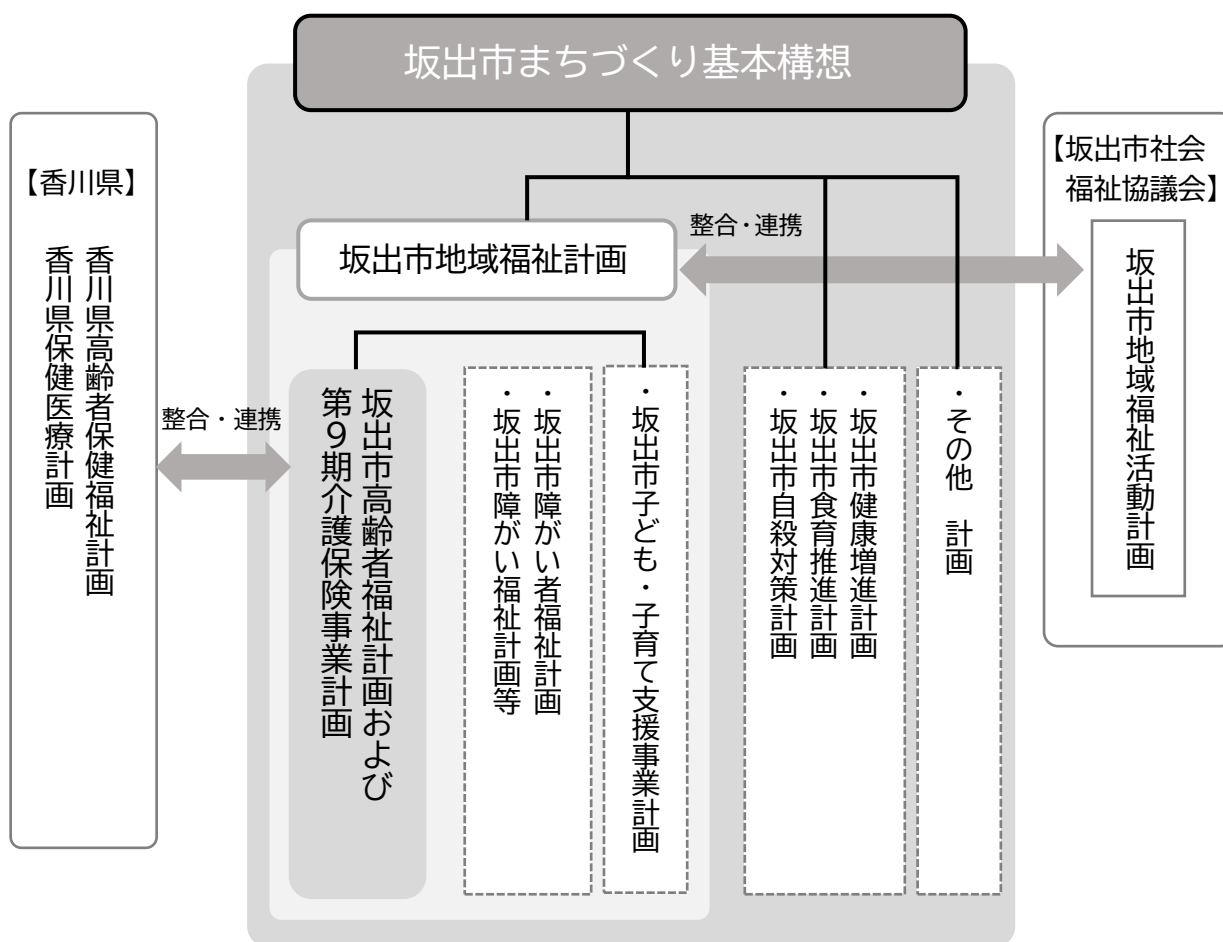 坂出市まちづくり基本構想
【香川県】
香川県高齢者保健福祉計画
香川県保健医療計画
整合・連携
坂出市地域福祉計画
整合・連携
【坂出市社会
福祉協議会】
坂出市地域福祉活動計画
坂出市高齢者福祉計画および
第9期介護保険事業計画
・坂出市障がい者福祉計画
・坂出市障がい福祉計画等
・坂出市子ども・子育て支援事業計画
・坂出市健康増進計画
・坂出市食育推進計画
・坂出市自殺対策計画
・その他 計画